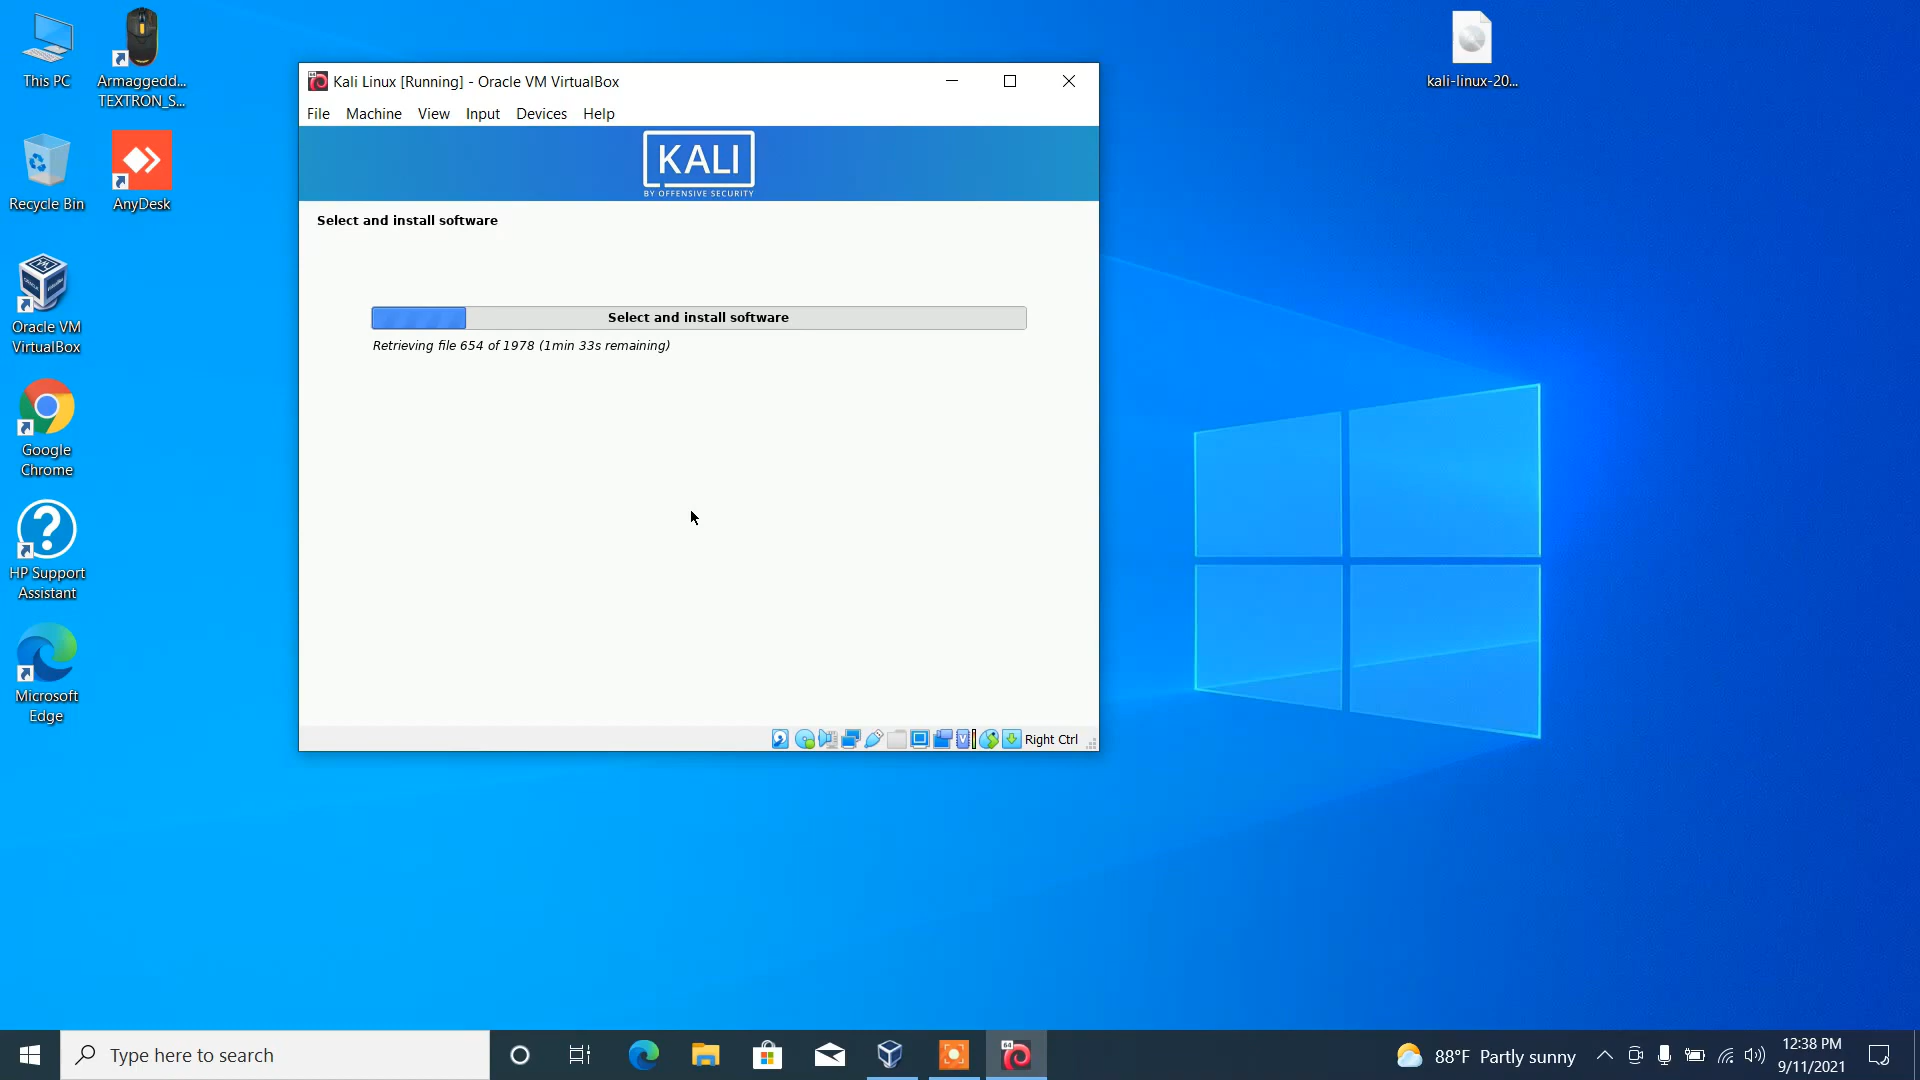 This PC
Armaggedd...
TEXTRON_S...
Recycle Bin
AnyDesk
Oracle VM
VirtualBox
Google
Chrome
HP Support
Assistant
Microsoft
Edge
kali-linux-20...
Kali Linux [Running] - Oracle VM VirtualBox
File Machine View Input Devices Help
KALI
BY OFFENSIVE SECURITY
Select and install software
Select and install software
Retrieving file 654 of 1978 (1min 33s remaining)
Right Ctrl
Type here to search
64
88°F Partly sunny
12:38 PM
9/11/2021